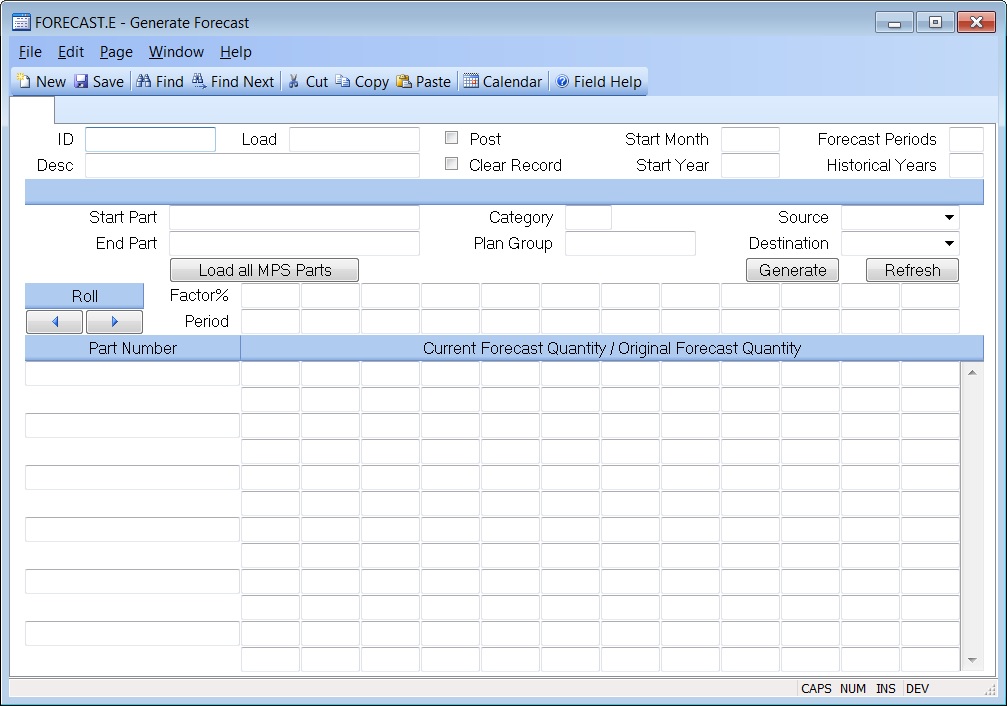 FORECAST.E - Generate Forecast
File Edit Page Window Help
New Save Find Find Next Cut Copy Paste Calendar Field Help
ID Load Post Start Month Forecast Periods
Desc Clear Record Start Year Historical Years
Start Part Category Source
End Part Plan Group Destination
Load all MPS Parts Generate Refresh
Roll Factor%
Period
Part Number Current Forecast Quantity / Original Forecast Quantity
CAPS NUM INS DEV